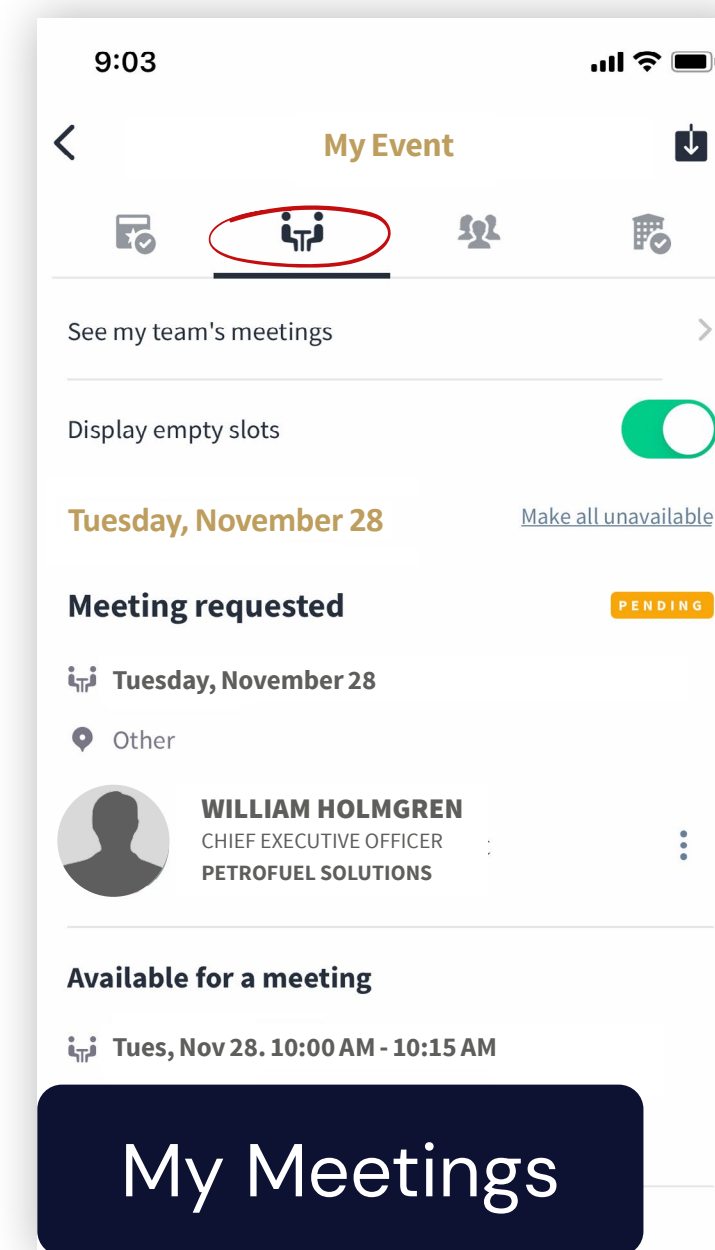 9:03
My Event
See my team's meetings
Display empty slots
Tuesday, November 28
Make all unavailable
Meeting requested
PENDING
Tuesday, November 28
Other
WILLIAM HOLMGREN
CHIEF EXECUTIVE OFFICER
PETROFUEL SOLUTIONS
Available for a meeting
Tues, Nov 28. 10:00 AM - 10:15 AM
My Meetings